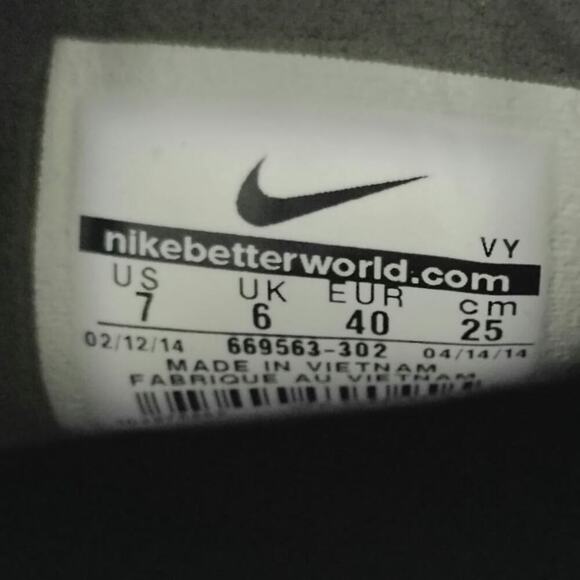 VY
nikebetterworld.com
US UK EUR cm
7 6 40 25
02/12/14 669563-302 04/14/14
MADE IN VIETNAM
FABRIQUE AU VIETNAM